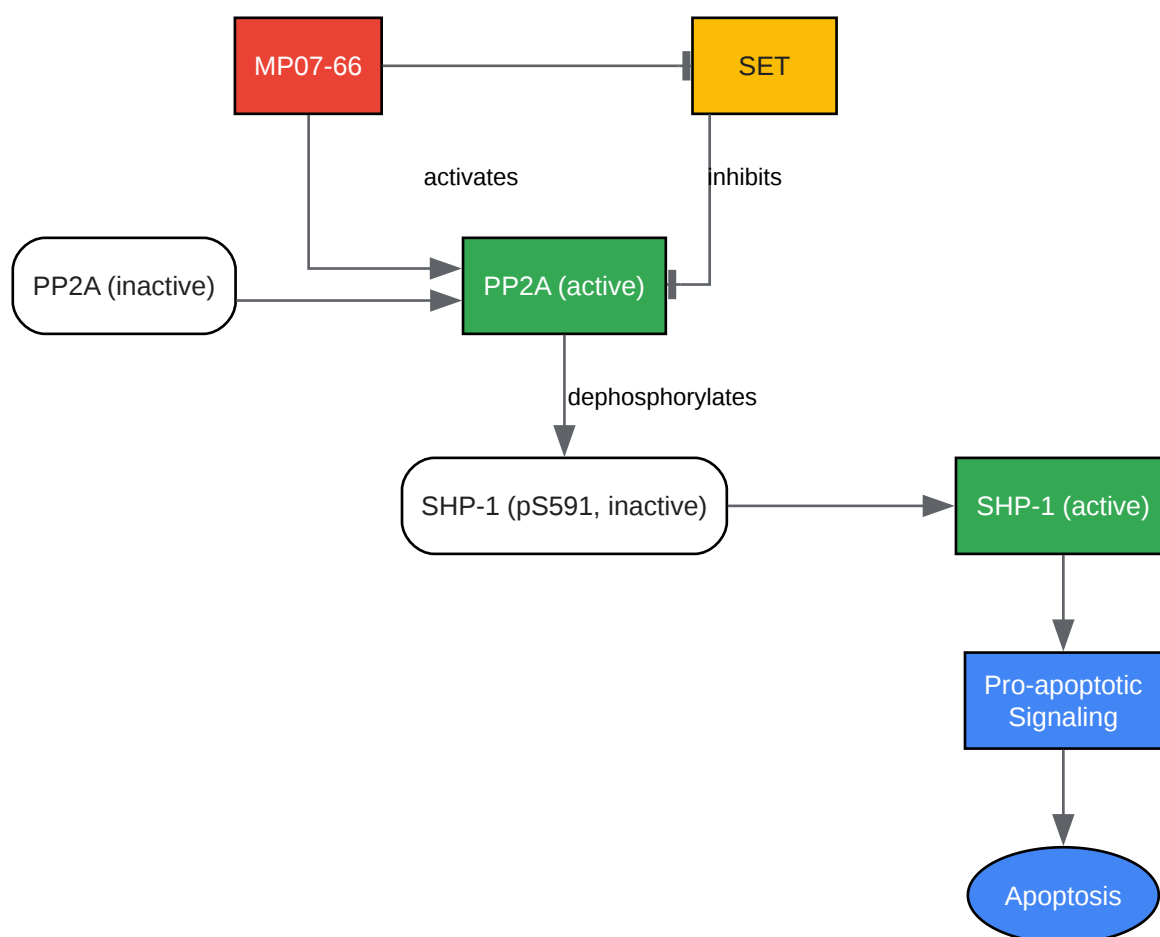 MP07-66
SET
activates
inhibits
PP2A (inactive)
PP2A (active)
dephosphorylates
SHP-1 (pS591, inactive)
SHP-1 (active)
Pro-apoptotic
Signaling
Apoptosis